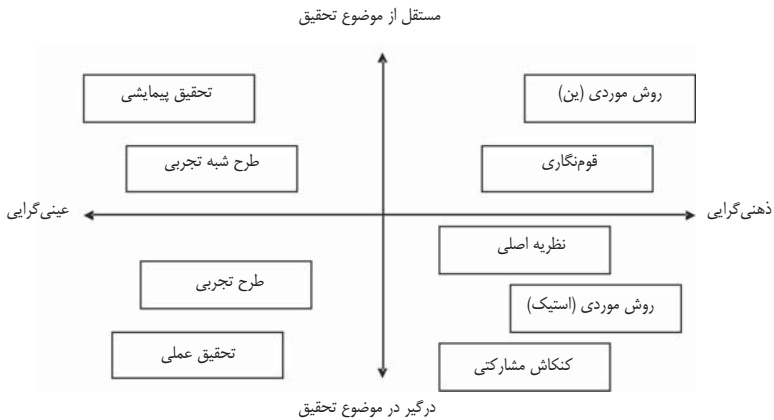 مستقل از موضوع تحقیق
روش موردی (ین)
تحقیق پیمایشی
قوم‌نگاری
طرح شبه تجربی
ذهنی‌گرایی
عینی‌گرایی
نظریه اصلی
طرح تجربی
روش موردی (استیک)
تحقیق عملی
کنکاش مشارکتی
درگیر در موضوع تحقیق